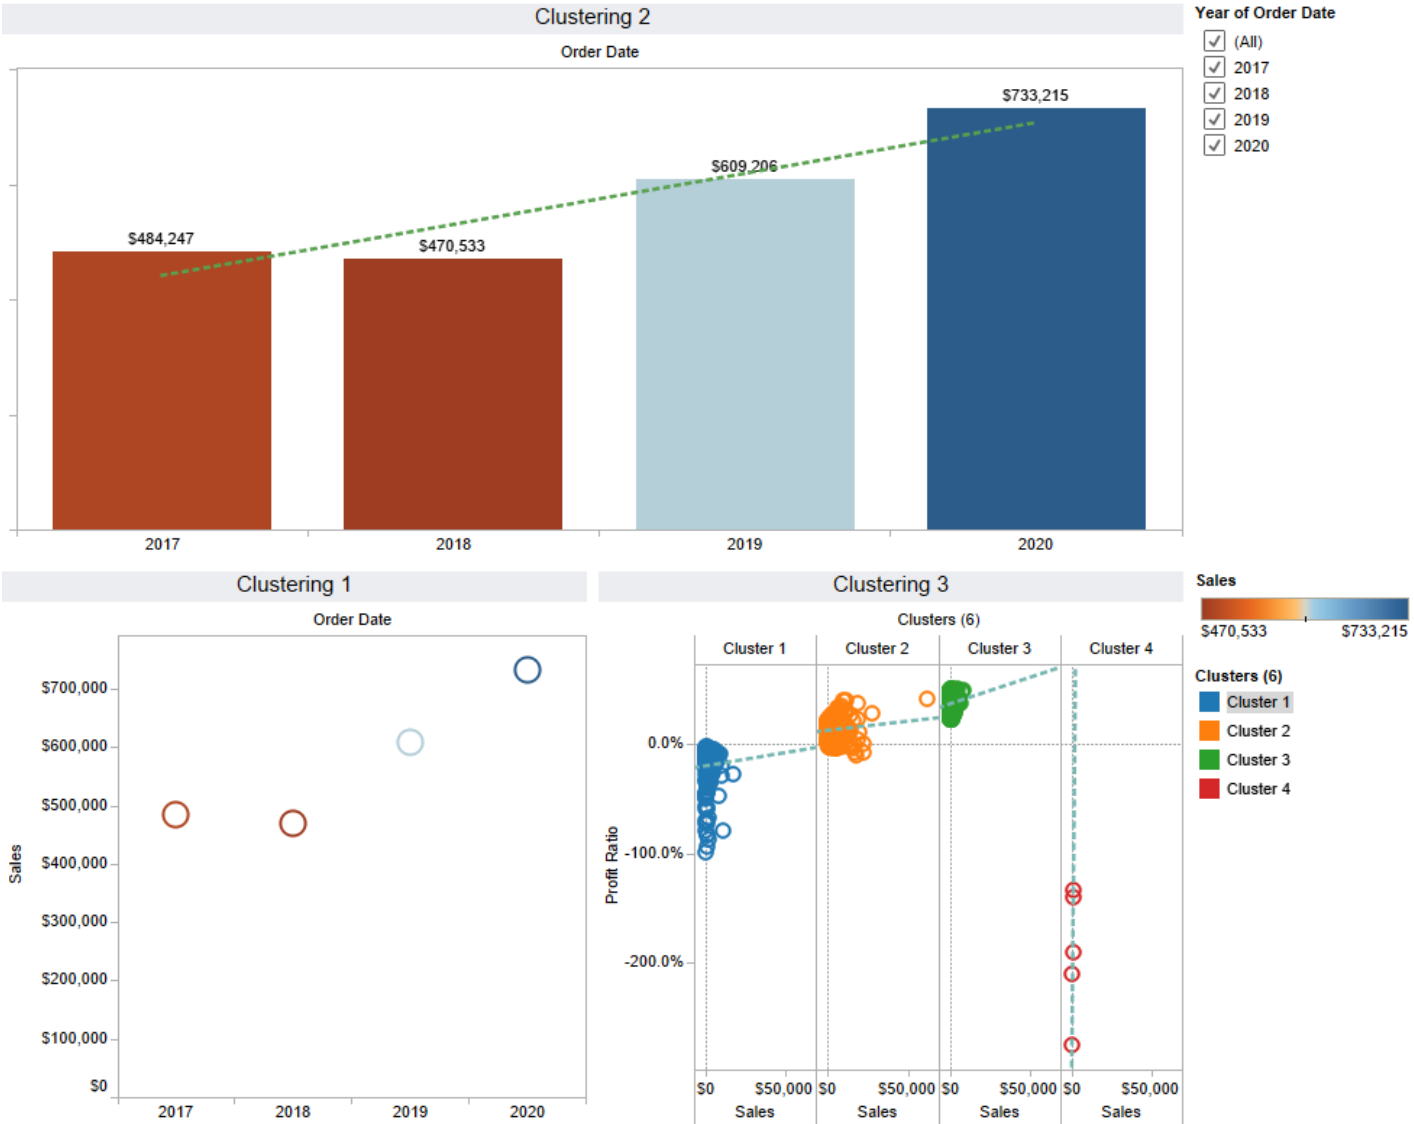 Clustering 2
Order Date
$484,247
$470,533
$609,206
$733,215
2017
2018
2019
2020
Year of Order Date
(All)
2017
2018
2019
2020
Clustering 1
Order Date
Sales
$700,000
$600,000
$500,000
$400,000
$300,000
$200,000
$100,000
$0
2017
2018
2019
2020
Clustering 3
Clusters (6)
Cluster 1
Cluster 2
Cluster 3
Cluster 4
Profit Ratio
0.0%
-100.0%
-200.0%
$0
$50,000
$0
$50,000
$0
$50,000
$0
$50,000
Sales
Sales
Sales
Sales
Sales
$470,533
$733,215
Clusters (6)
Cluster 1
Cluster 2
Cluster 3
Cluster 4